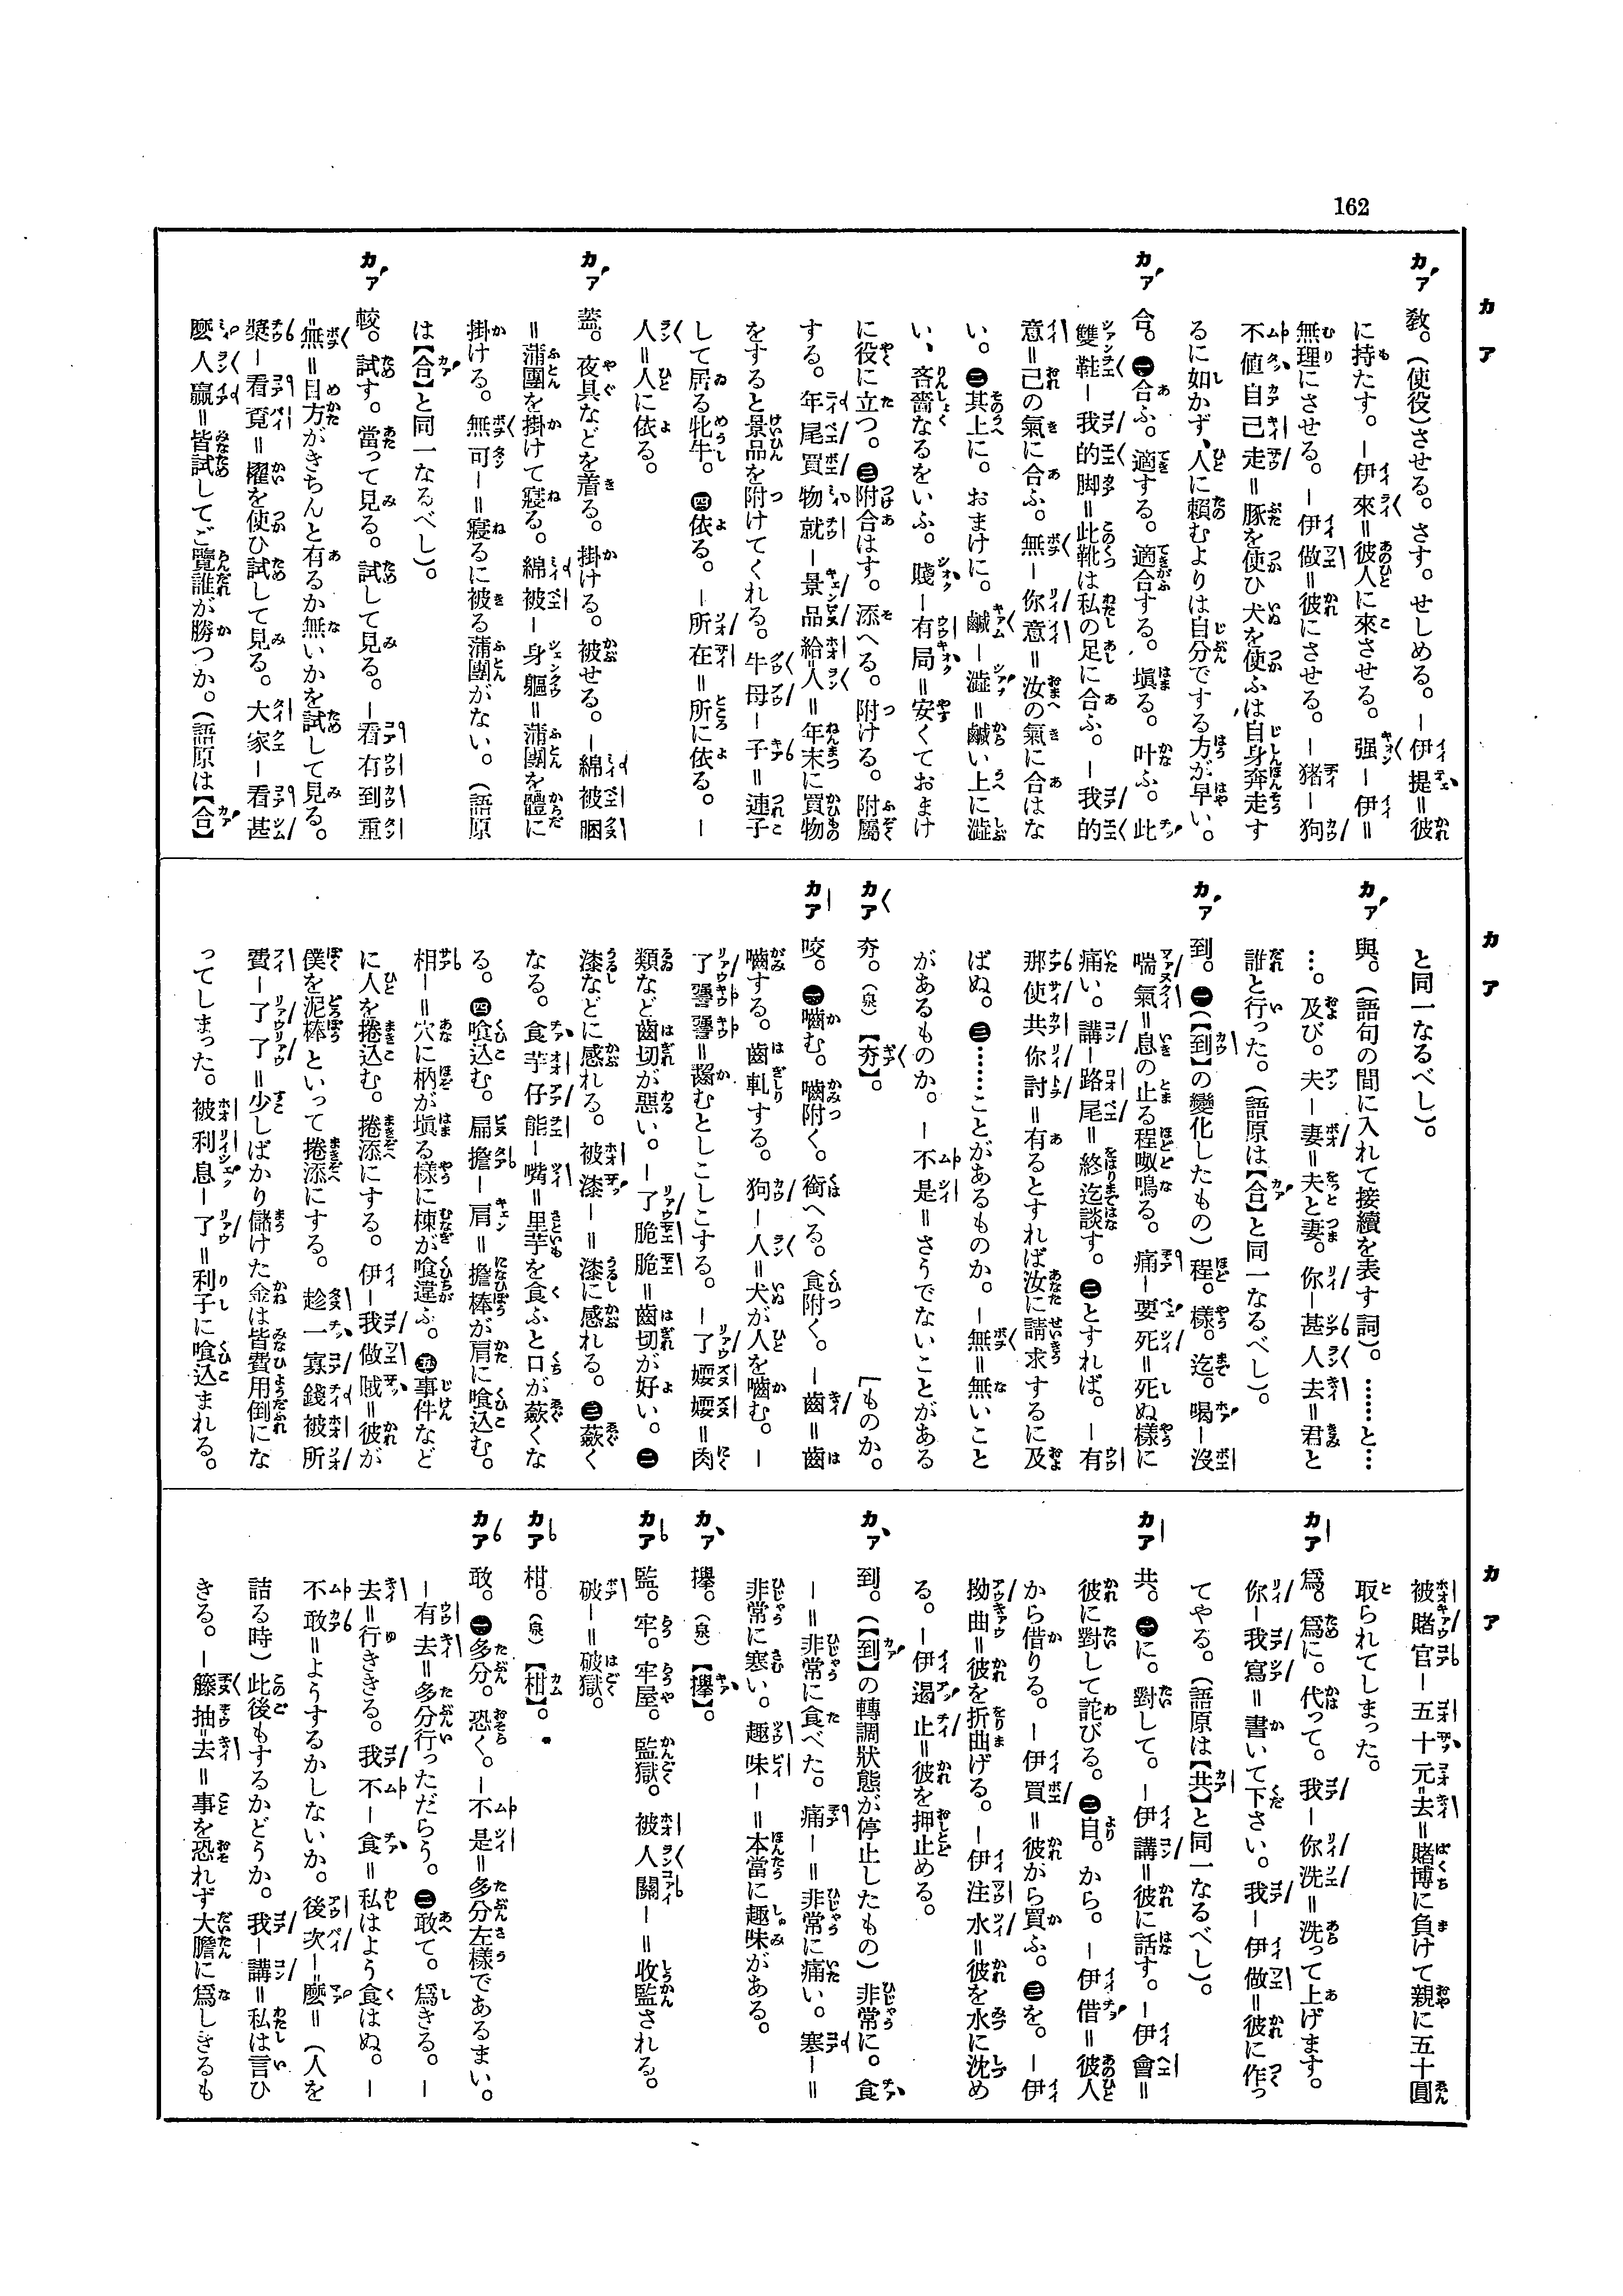 162
カア
カア 敎。(使役)させる。さす。せしめる。ー伊提＝彼
に持たす。ー伊來＝彼人に來させる。强ー伊＝
無理にさせる。ー伊做＝彼にさせる。ー猪ー狗
不値自己走＝豚を使ひ犬を使ふは自身奔走す
るに如かず、人に賴むよりは自分でする方が早い。
カア 合。㊀合ふ。適する。適合する。塡る。叶ふ。此
雙鞋ー我的脚＝此靴は私の足に合ふ。ー我的
意＝己の氣に合ふ。無ー你意＝汝の氣に合はな
い。㊁其上に。おまけに。鹹ー澁＝鹹い上に澁
い、吝嗇なるをいふ。賤ー有局＝安くておまけ
に役に立つ。㊂附合はす。添へる。附ける。附屬
する。年尾買物就ー景品給人＝年末に買物
をすると景品を附けてくれる。牛母ー子＝連子
して居る牝牛。㊃依る。ー所在＝所に依る。ー
人＝人に依る。
カア 蓋。夜具などを着る。掛ける。被せる。ー綿被睏
＝蒲團を掛けて寢る。綿被ー身軀＝蒲團を體に
掛ける。無可ー＝寢るに被る蒲團がない。(語原
は【合】と同一なるべし)。
カア 較。試す。當って見る。試して見る。ー看有到重
無＝目方がきちんと有るか無いかを試して見る。
槳ー看覔＝櫂を使ひ試して見る。大家ー看甚
麽人贏＝皆試してご覽誰が勝つか。(語原は【合】
カア
と同一なるべし)。
カア 與。(語句の間に入れて接續を表す詞)。……と…
…。及び。夫ー妻＝夫と妻。你ー甚人去＝君と
誰と行った。(語原は【合】と同一なるべし)。
カア 到。㊀(【到】の變化したもの)程。樣。迄。喝ー沒
喘氣＝息の止る程呶鳴る。痛ー要死＝死ぬ樣に
痛い。講ー路尾＝終迄談す。㊁とすれば。ー有
那使共你討＝有るとすれば汝に請求するに及
ばぬ。㊂……ことがあるものか。ー無＝無いこと
があるものか。ー不是＝さうでないことがある
[ものか。
カア 夯。(泉)【夯】。
カア 咬。㊀嚙む。嚙附く。銜へる。食附く。ー齒＝齒
嚙する。齒軋する。狗ー人＝犬が人を嚙む。ー
了＝齧むとしこしこする。ー了＝肉
類など齒切が惡い。ー了脆脆＝齒切が好い。㊁
漆などに感れる。被漆ー＝漆に感れる。㊂蘞く
なる。食芋仔能ー嘴＝里芋を食ふと口が蘞くな
る。㊃喰込む。扁擔ー肩＝擔棒が肩に喰込む。
相ー＝穴に柄が塡る樣に棟が喰違ふ。㊄事件など
に人を捲込む。捲添にする。伊ー我做賊＝彼が
僕を泥棒といって捲添にする。趁一寡錢被所
費ー了了＝少しばかり儲けた金は皆費用倒にな
ってしまった。被利息ー了＝利子に喰込まれる。
カア
被賭官ー五十元去＝賭博に負けて親に五十圓
取られてしまった。
カア 爲。爲に。代って。我ー你洗＝洗って上げます。
你ー我寫＝書いて下さい。我ー伊做＝彼に作っ
てやる。(語原は【共】と同一なるべし)。
カア 共。㊀に。對して。ー伊講＝彼に話す。ー伊會＝
彼に對して詫びる。㊁自。から。ー伊借＝彼人
から借りる。ー伊買＝彼がら買ふ。㊂を。ー伊
拗曲＝彼を折曲げる。ー伊注水＝彼を水に沈め
る。ー伊遏止＝彼を押止める。
カア 到。(【到】の轉調狀態が停止したもの)非常に。食
ー＝非常に食べた。痛ー＝非常に痛い。寒ー＝
非常に寒い。趣味ー＝本當に趣味がある。
カア 擧。(泉)【擧】。
カア 監。牢。牢屋。監獄。被人關ー＝收監される。
破ー＝破獄。
カア 柑。(泉)【柑】。
カア 敢。㊀多分。恐く。ー不是＝多分左樣であるまい。
ー有去＝多分行っただらう。㊁敢て。爲きる。ー
去＝行ききる。我不ー食＝私はよう食はぬ。ー
不敢＝ようするかしないか。後次ー麽＝(人を
詰る時)此後もするかどうか。我ー講＝私は言ひ
きる。ー籐抽去＝事を恐れず大膽に爲しきるも